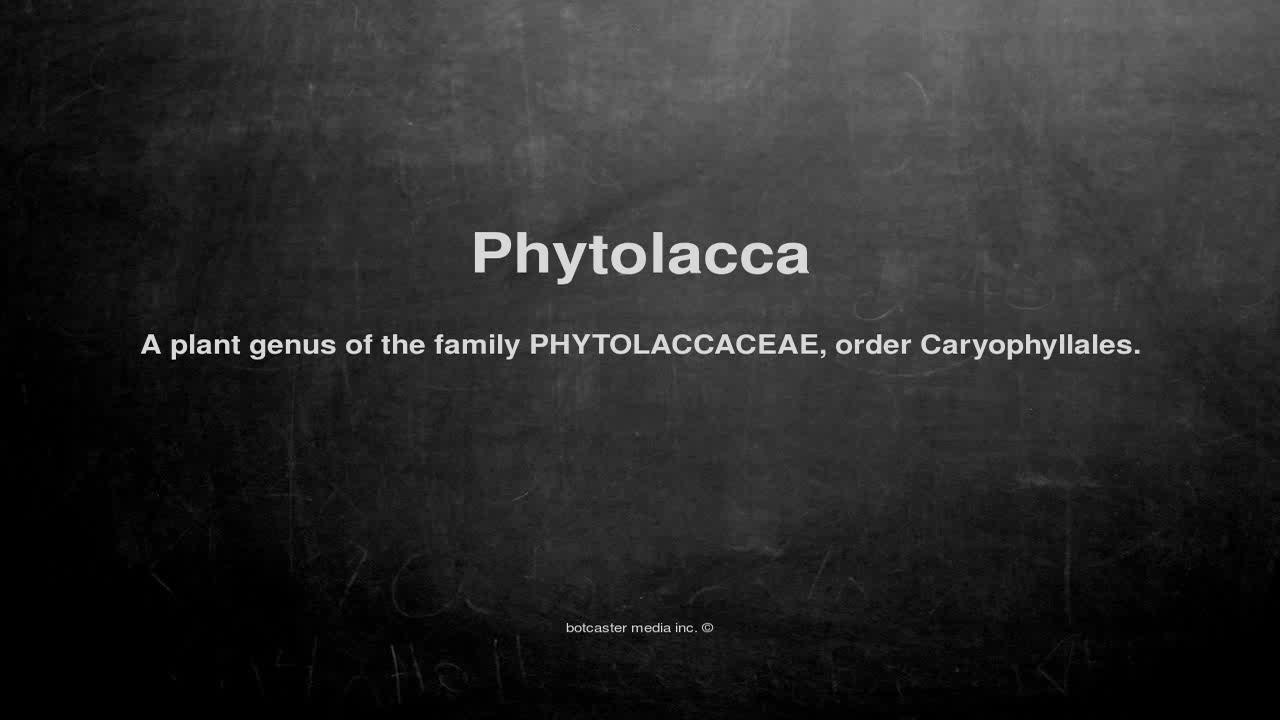 Phytolacca
A plant genus of the family PHYTOLACCACEAE, order Caryophyllales.
botcaster media inc. ©